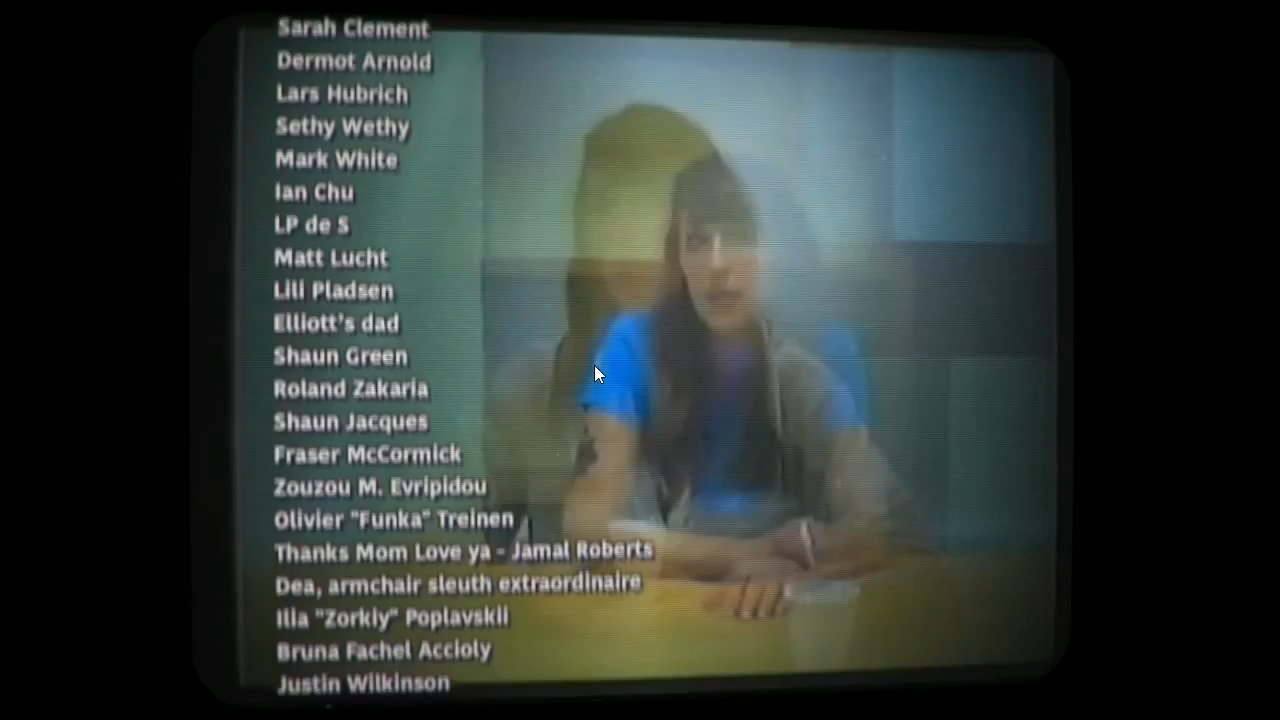 Sarah Clement
Dermot Arnold
Lars Hubrich
Sethy Wethy
Mark White
Ian Chu
LP de S
Matt Lucht
Lili Pladsen
Elliott's dad
Shaun Green
Roland Zakaria
Shaun Jacques
Fraser McCormick
Zouzou M. Evripidou
Olivier "Funka" Treinen
Thanks Mom Love ya - Jamal Roberts
Dea, armchair sleuth extraordinaire
Ilia "Zorkiy" Poplavskii
Bruna Fachel Accioly
Justin Wilkinson